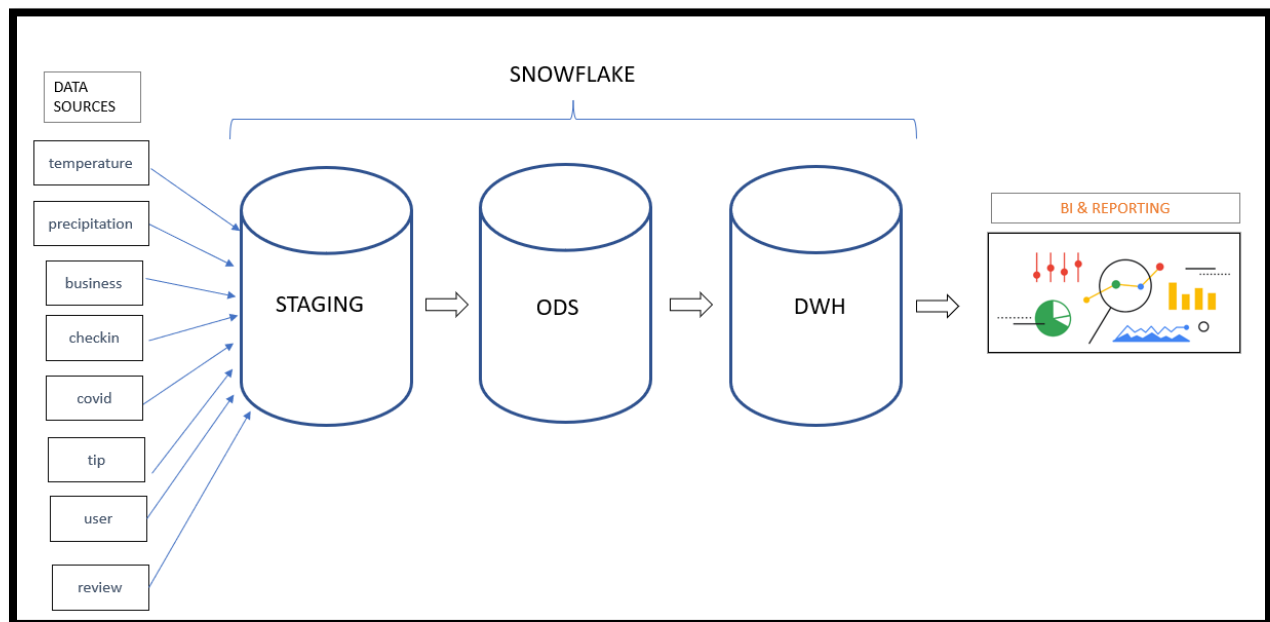 SNOWFLAKE
DATA
SOURCES
temperature
precipitation
business
checkin
covid
tip
user
review
STAGING
ODS
DWH
BI & REPORTING